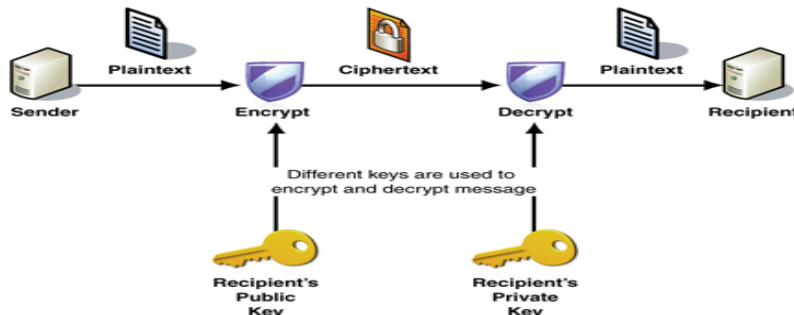 Plaintext
Ciphertext
Plaintext
Sender
Encrypt
Decrypt
Recipient
Different keys are used to
encrypt and decrypt message
Recipient's
Public
Key
Recipient's
Private
Key